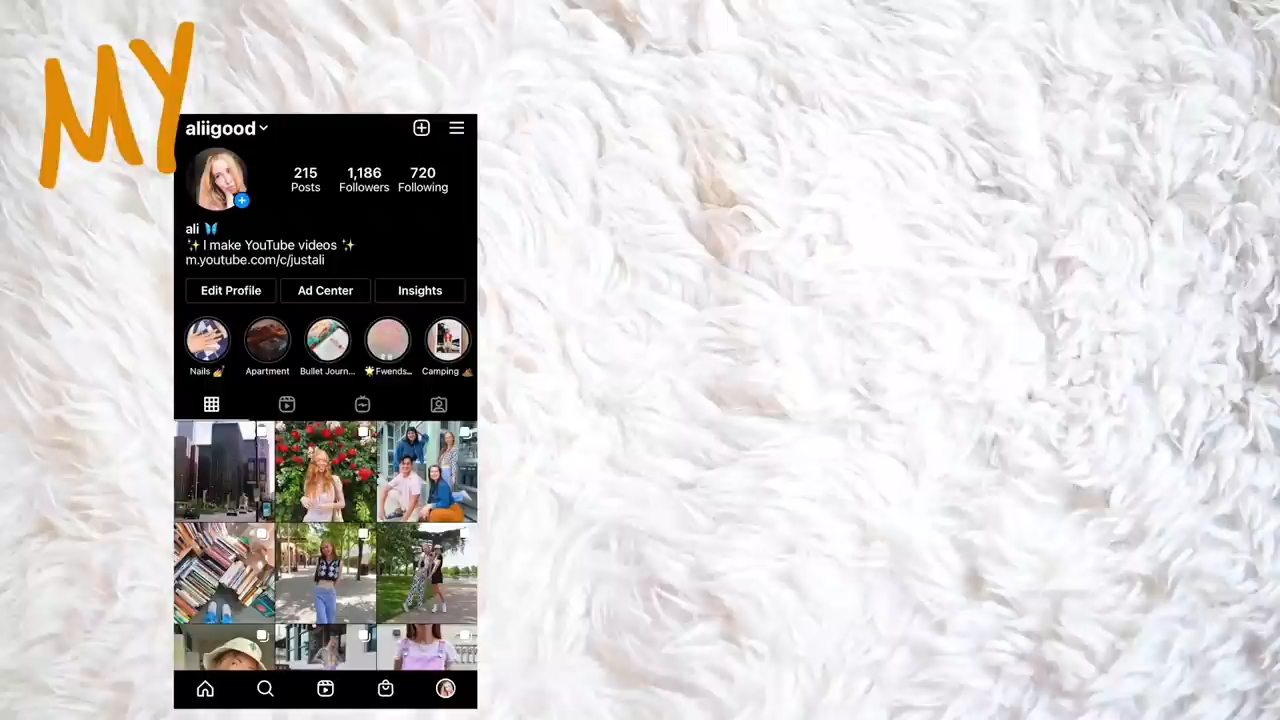 MY
aliigood
215 1,186 720
Posts Followers Following
ali
✨ I make YouTube videos ✨
m.youtube.com/c/justali
Edit Profile Ad Center Insights
Nails Apartment Bullet Journ... Fwends... Camping